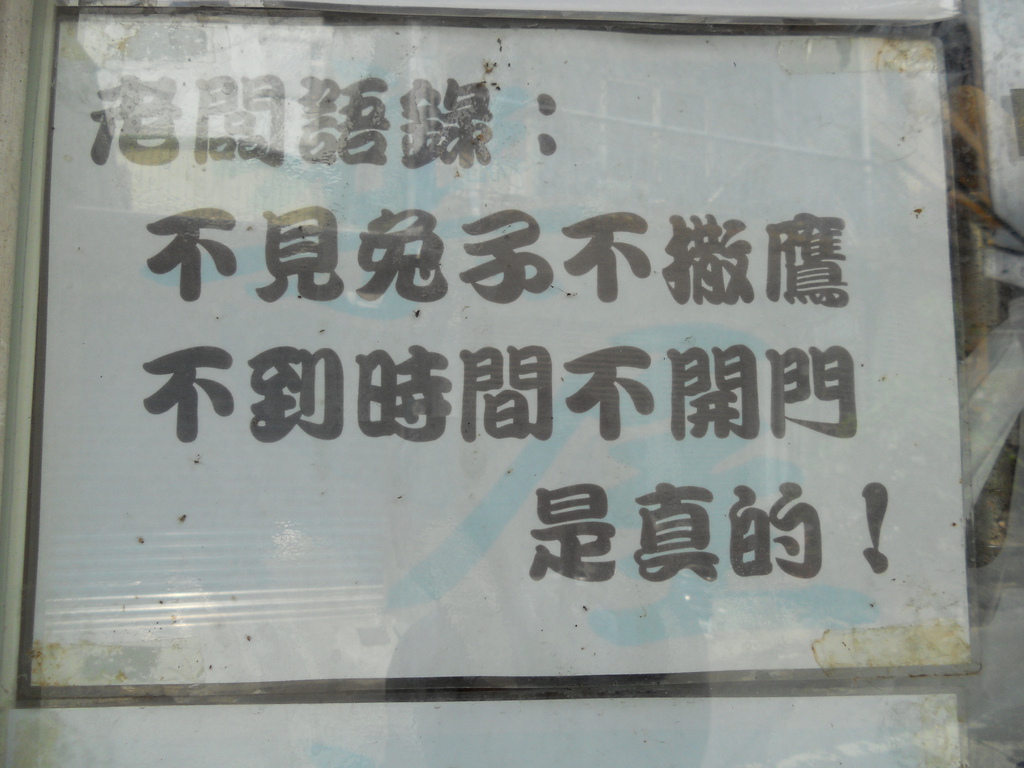 老闆語錄：
不見兔子不撒鷹
不到時間不開門
是真的！